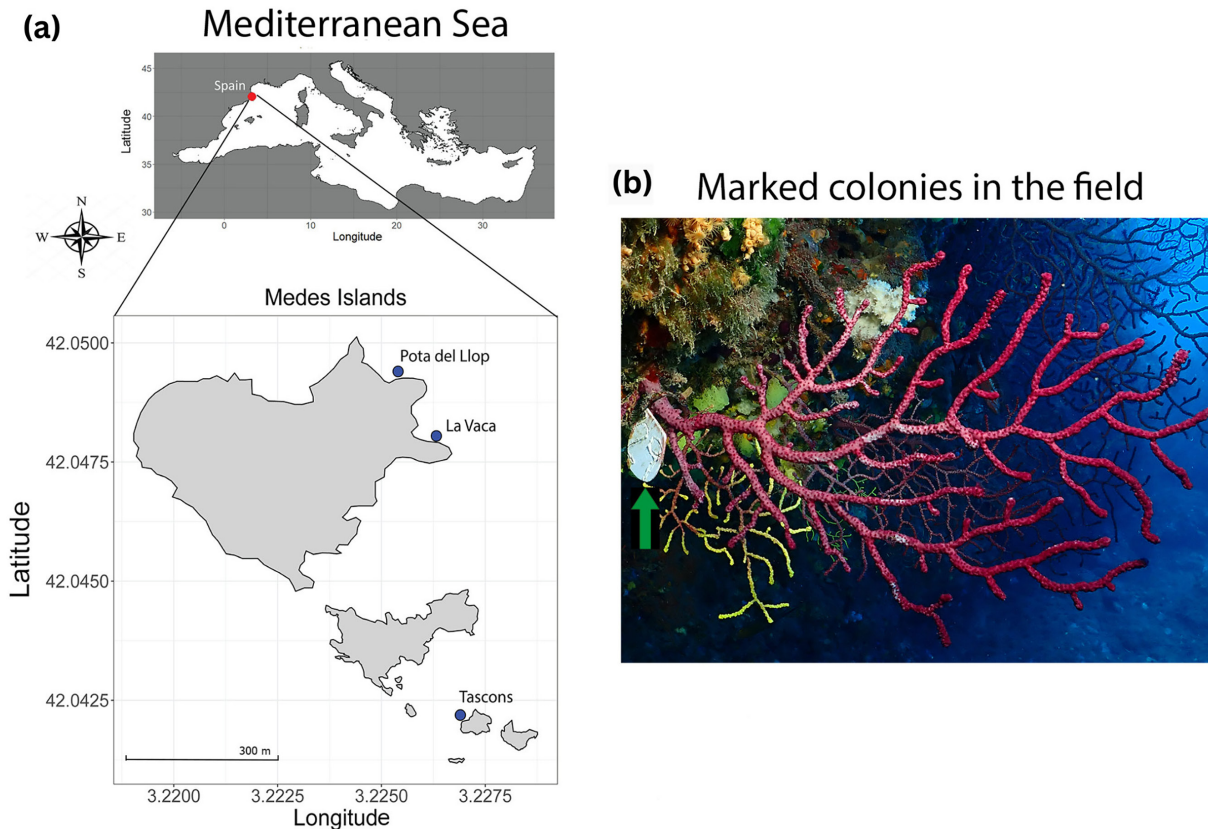 (a)
Mediterranean Sea
45
40
35
30
Latitude
Spain
0
10
20
30
Longitude
N
W
E
S
Medes Islands
42.0500
42.0475
42.0450
42.0425
Latitude
Pota del Llop
La Vaca
Tascons
300 m
3.2200
3.2225
3.2250
3.2275
Longitude
(b)
Marked colonies in the field